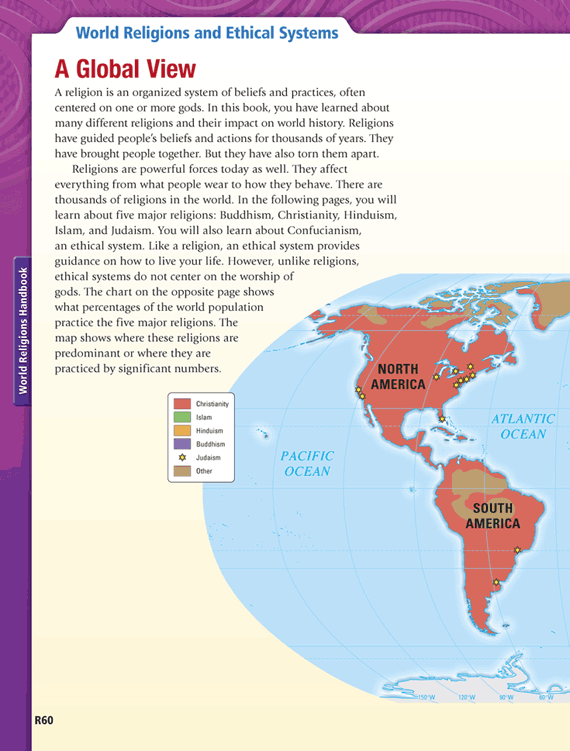 World Religions and Ethical Systems
A Global View
A religion is an organized system of beliefs and practices, often
centered on one or more gods. In this book, you have learned about
many different religions and their impact on world history. Religions
have guided people's beliefs and actions for thousands of years. They
have brought people together. But they have also torn them apart.
Religions are powerful forces today as well. They affect
everything from what people wear to how they behave. There are
thousands of religions in the world. In the following pages, you will
learn about five major religions: Buddhism, Christianity, Hinduism,
Islam, and Judaism. You will also learn about Confucianism,
an ethical system. Like a religion, an ethical system provides
guidance on how to live your life. However, unlike religions,
ethical systems do not center on the worship of
gods. The chart on the opposite page shows
what percentages of the world population
practice the five major religions. The
map shows where these religions are
predominant or where they are
practiced by significant numbers.
World Religions Handbook
Christianity
Islam
Hinduism
Buddhism
Judaism
Other
NORTH
AMERICA
ATLANTIC
OCEAN
PACIFIC
OCEAN
SOUTH
AMERICA
150°W
120°W
90°W
60°W
R60